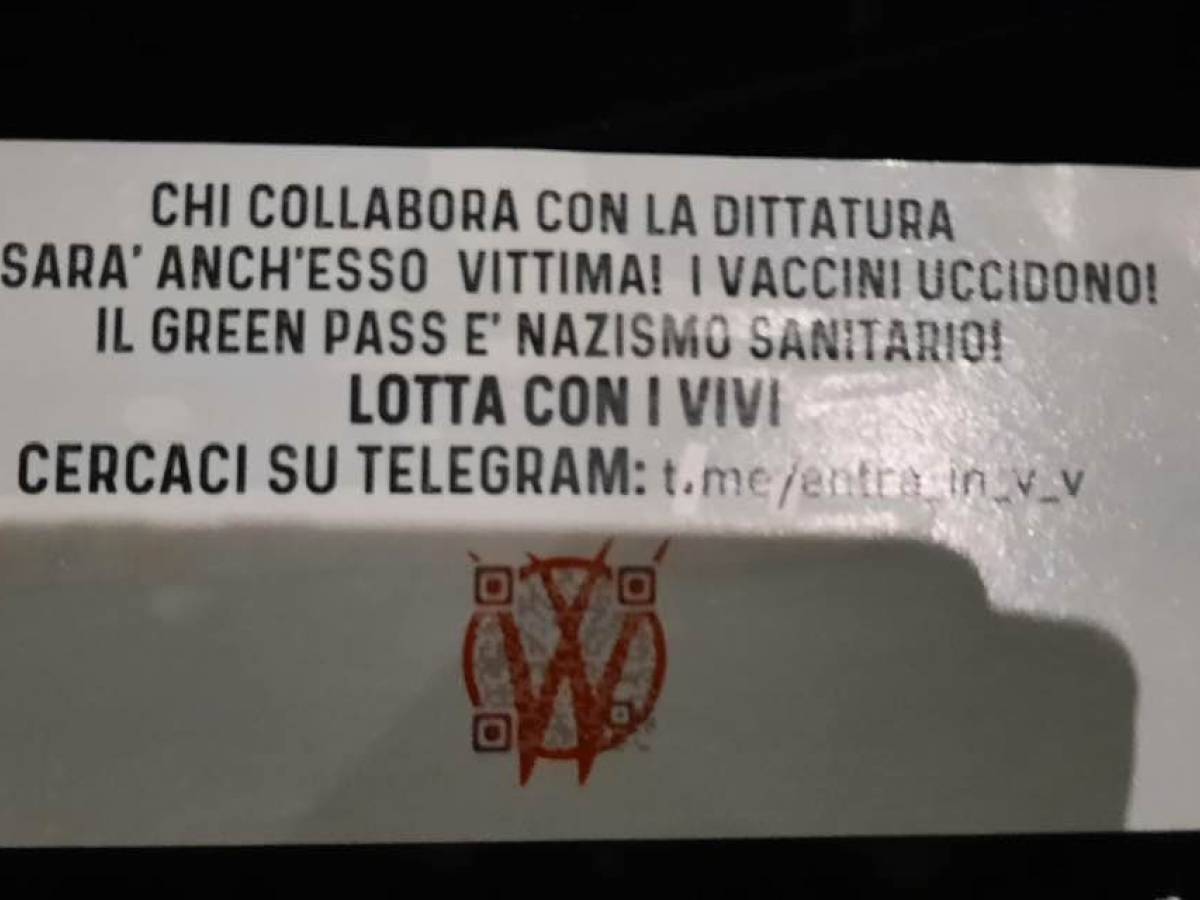 CHI COLLABORA CON LA DITTATURA
SARA' ANCH'ESSO VITTIMA! I VACCINI UCCIDONO!
IL GREEN PASS E' NAZISMO SANITARIO!
LOTTA CON I VIVI
CERCACI SU TELEGRAM: t.me/entra_in_v_v